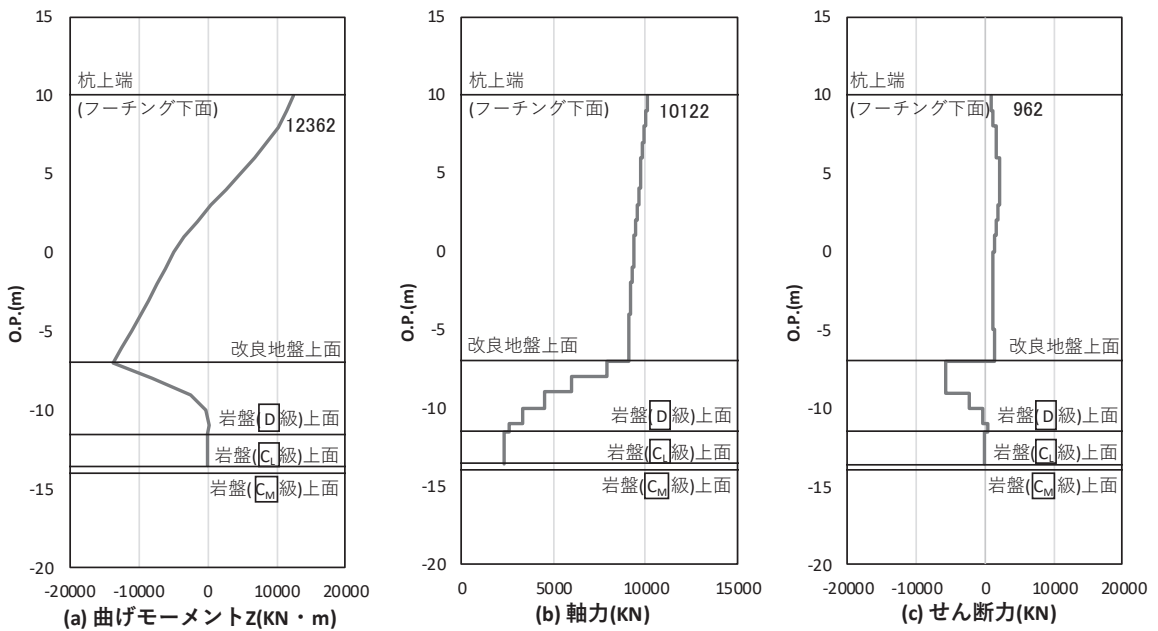 15
10
5
0
-5
-10
-15
-20
O.P.(m)
杭上端
(フーチング下面)
12362
改良地盤上面
岩盤(D級)上面
岩盤(CL級)上面
岩盤(CM級)上面
-20000 -10000 0 10000 20000
(a) 曲げモーメントZ(KN・m)
15
10
5
0
-5
-10
-15
-20
O.P.(m)
杭上端
(フーチング下面)
10122
改良地盤上面
岩盤(D級)上面
岩盤(CL級)上面
岩盤(CM級)上面
0 5000 10000 15000
(b) 軸力(KN)
15
10
5
0
-5
-10
-15
-20
O.P.(m)
杭上端
(フーチング下面)
962
改良地盤上面
岩盤(D級)上面
岩盤(CL級)上面
岩盤(CM級)上面
-20000 -10000 0 10000 20000
(c) せん断力(KN)